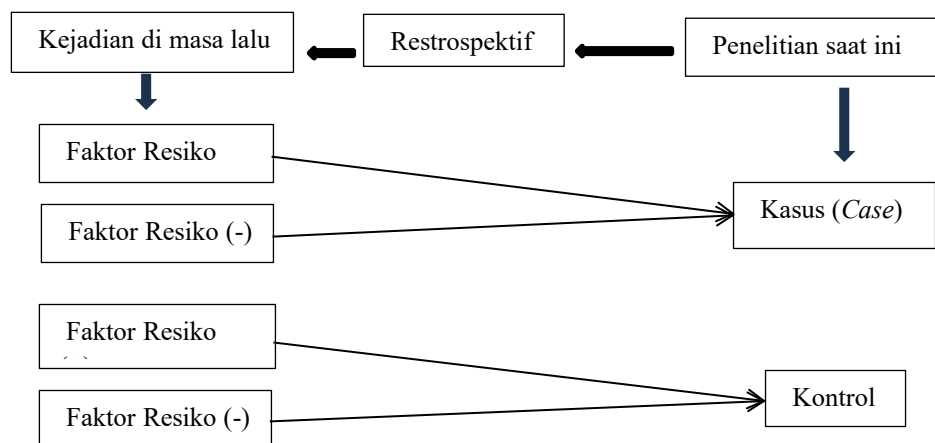 Kejadian di masa lalu
Restrospektif
Penelitian saat ini
Faktor Resiko
Faktor Resiko (-)
Kasus (Case)
Faktor Resiko
Faktor Resiko (-)
Kontrol